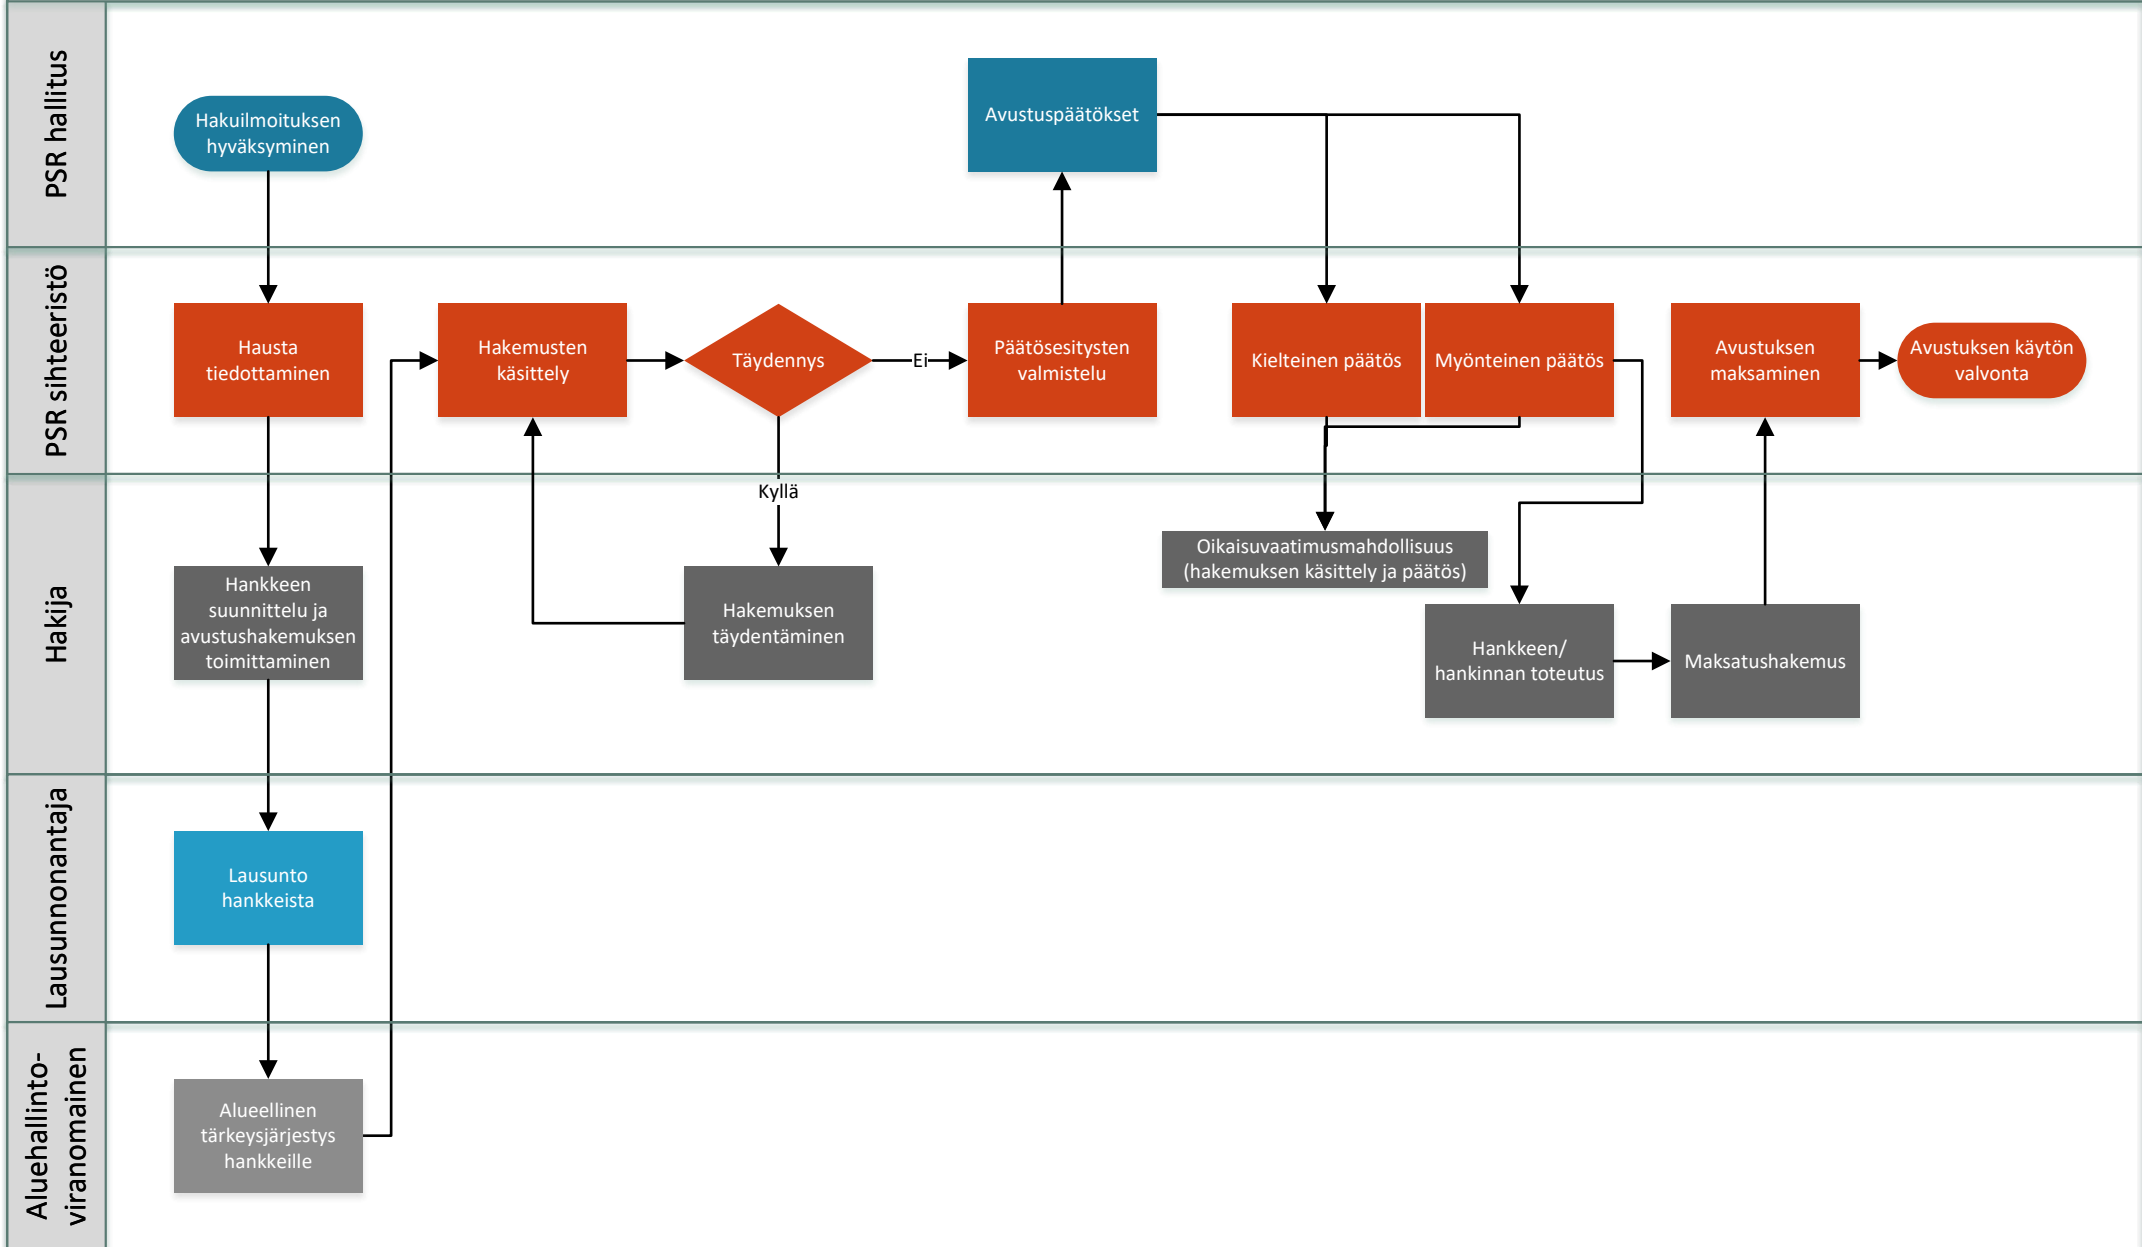 PSR hallitus
Hakuilmoituksen
hyväksyminen
Avustuspäätökset
PSR sihteeristö
Hausta
tiedottaminen
Hakemusten
käsittely
Täydennys
Ei
Päätösesitysten
valmistelu
Kielteinen päätös
Myönteinen päätös
Avustuksen
maksaminen
Avustuksen käytön
valvonta
Hakija
Kyllä
Hankkeen
suunnittelu ja
avustushakemuksen
toimittaminen
Hakemuksen
täydentäminen
Oikaisuvaatimusmahdollisuus
(hakemuksen käsittely ja päätös)
Hankkeen/
hankinnan toteutus
Maksatushakemus
Lausunnonantaja
Lausunto
hankkeista
Aluehallinto-
viranomainen
Alueellinen
tärkeysjärjestys
hankkeille